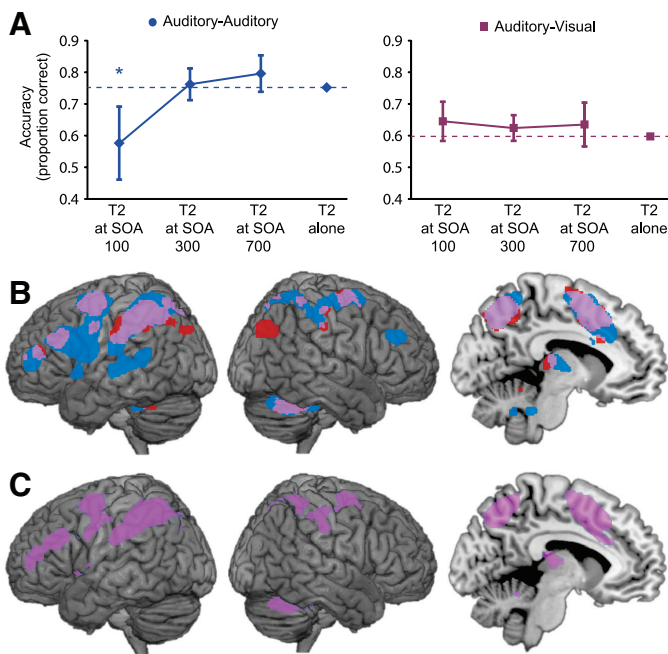 A
Auditory-Auditory
Auditory-Visual
Accuracy
(proportion correct)
0.9
0.8
0.7
0.6
0.5
0.4
*
T2
at SOA
100
T2
at SOA
300
T2
at SOA
700
T2
alone
0.9
0.8
0.7
0.6
0.5
0.4
T2
at SOA
100
T2
at SOA
300
T2
at SOA
700
T2
alone
B
C